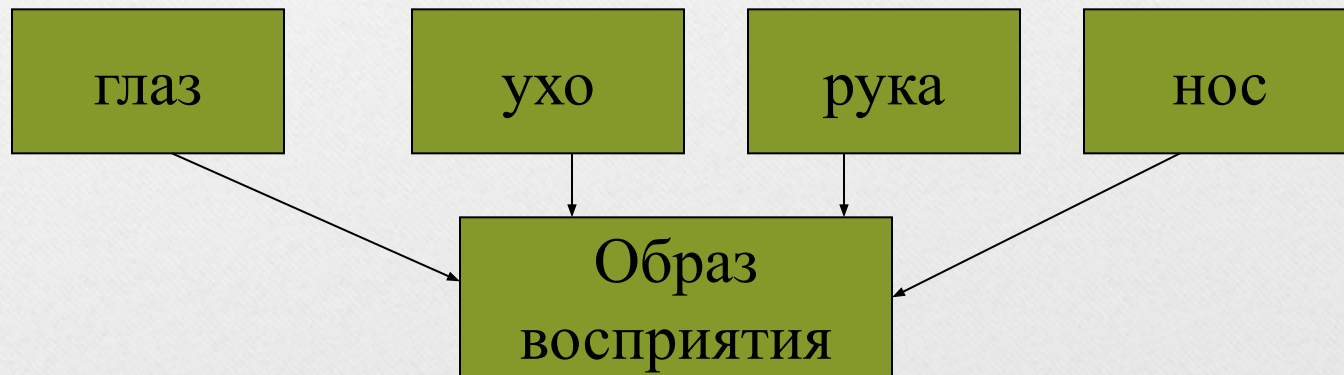 глаз
ухо
рука
нос
Образ
восприятия